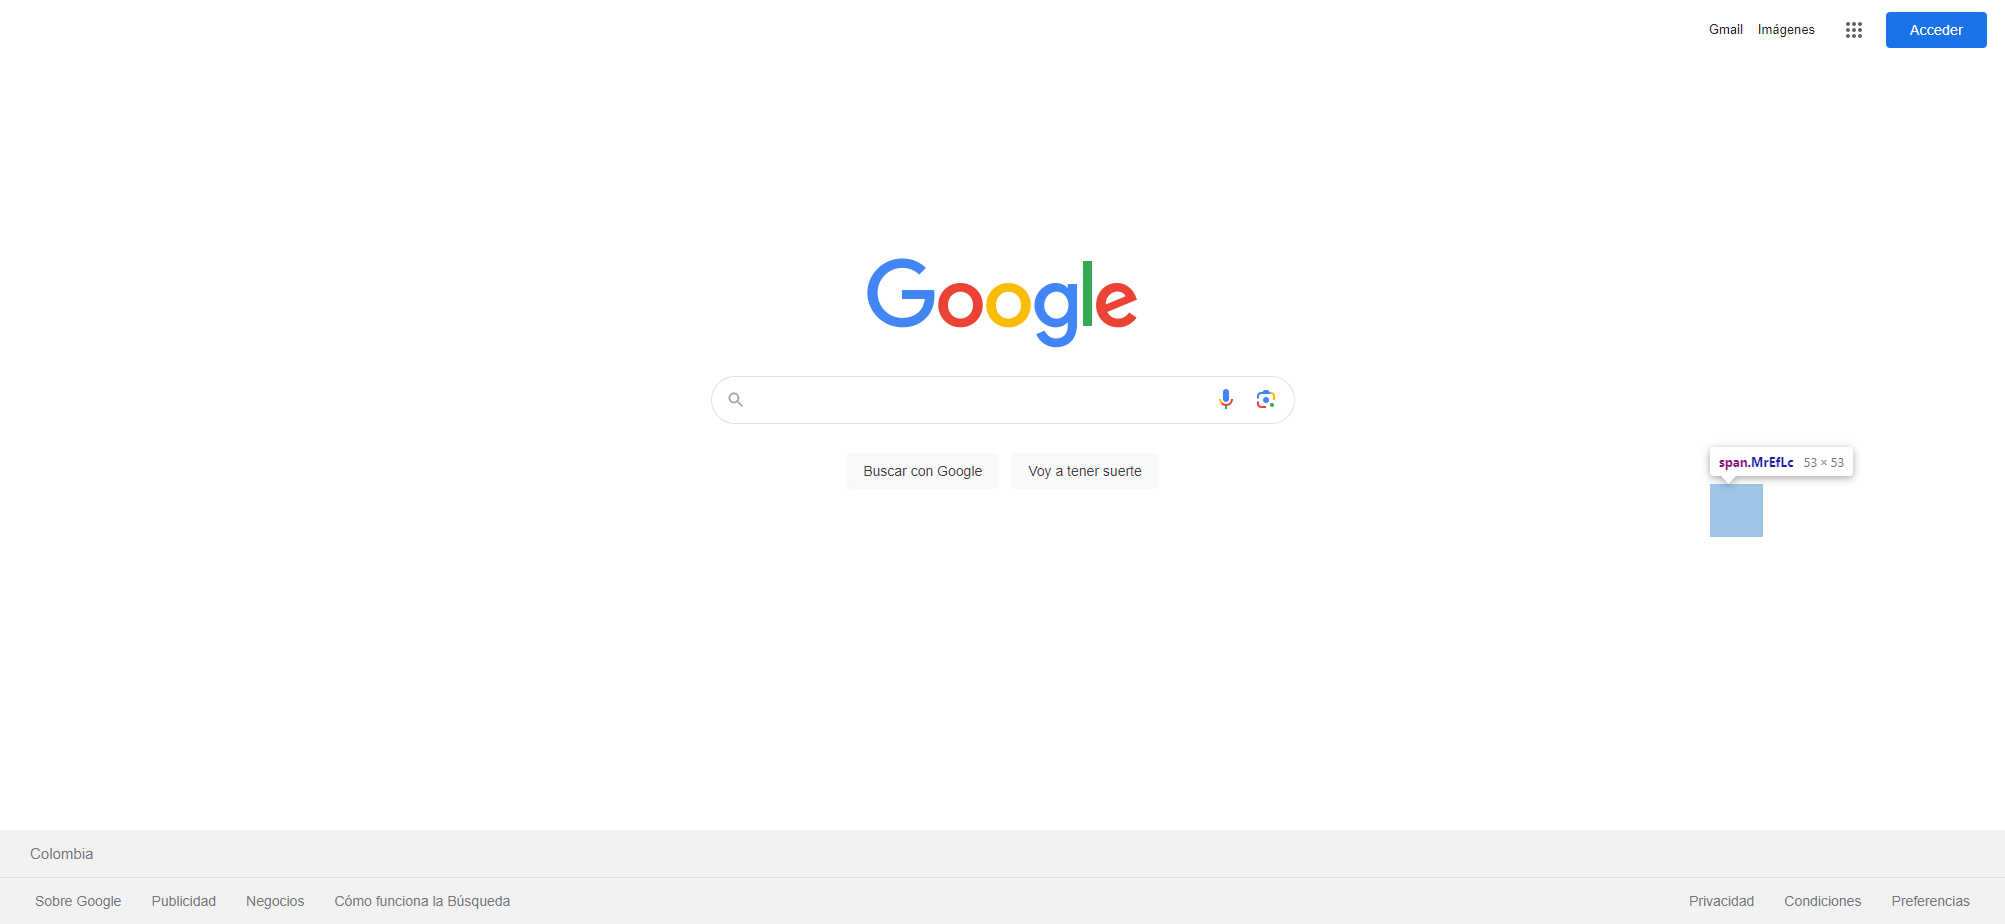 Gmail Imágenes Acceder
Google
Buscar con Google Voy a tener suerte
span.MrEfLc 53 × 53
Colombia
Sobre Google Publicidad Negocios Cómo funciona la Búsqueda Privacidad Condiciones Preferencias